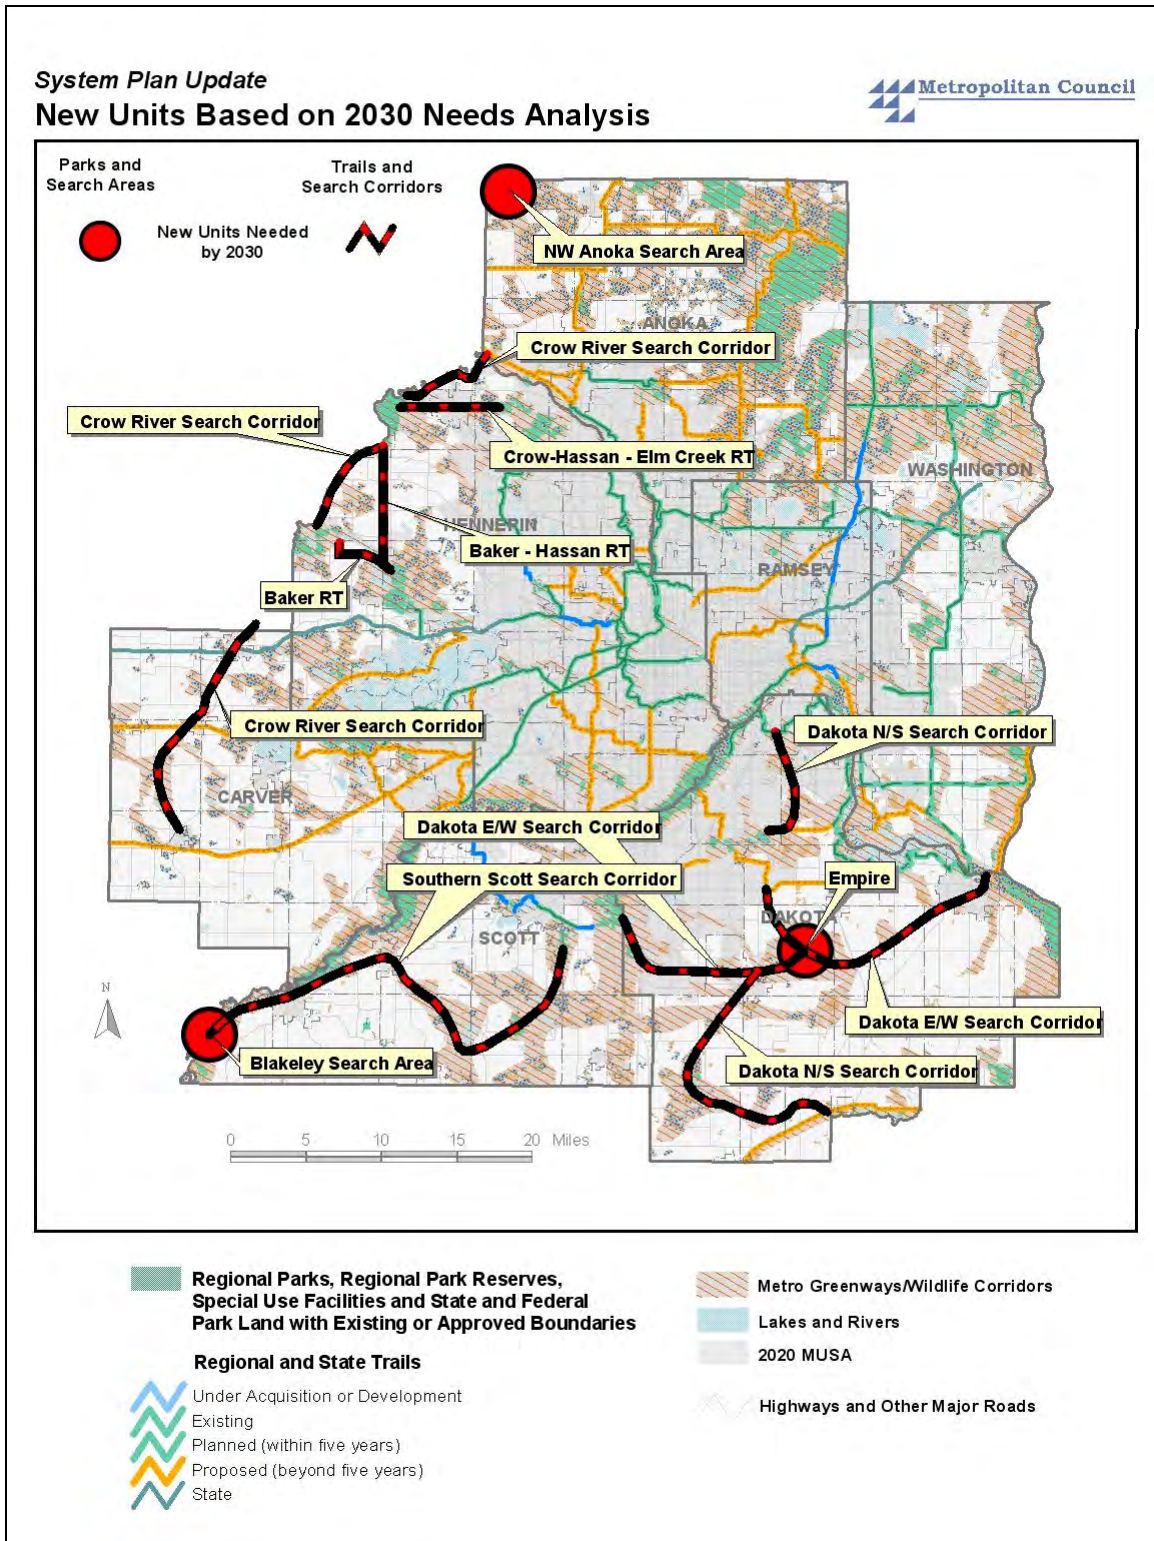 System Plan Update
New Units Based on 2030 Needs Analysis
Metropolitan Council
Parks and
Search Areas
Trails and
Search Corridors
New Units Needed
by 2030
NW Anoka Search Area
ANOKA
Crow River Search Corridor
Crow River Search Corridor
Crow-Hassan - Elm Creek RT
WASHINGTON
HENNEPIN
Baker - Hassan RT
RAMSEY
Baker RT
Crow River Search Corridor
Dakota N/S Search Corridor
CARVER
Dakota E/W Search Corridor
Southern Scott Search Corridor
Empire
DAKOTA
SCOTT
N
Dakota E/W Search Corridor
Blakeley Search Area
Dakota N/S Search Corridor
0 5 10 15 20 Miles
Regional Parks, Regional Park Reserves,
Special Use Facilities and State and Federal
Park Land with Existing or Approved Boundaries
Regional and State Trails
Under Acquisition or Development
Existing
Planned (within five years)
Proposed (beyond five years)
State
Metro Greenways/Wildlife Corridors
Lakes and Rivers
2020 MUSA
Highways and Other Major Roads